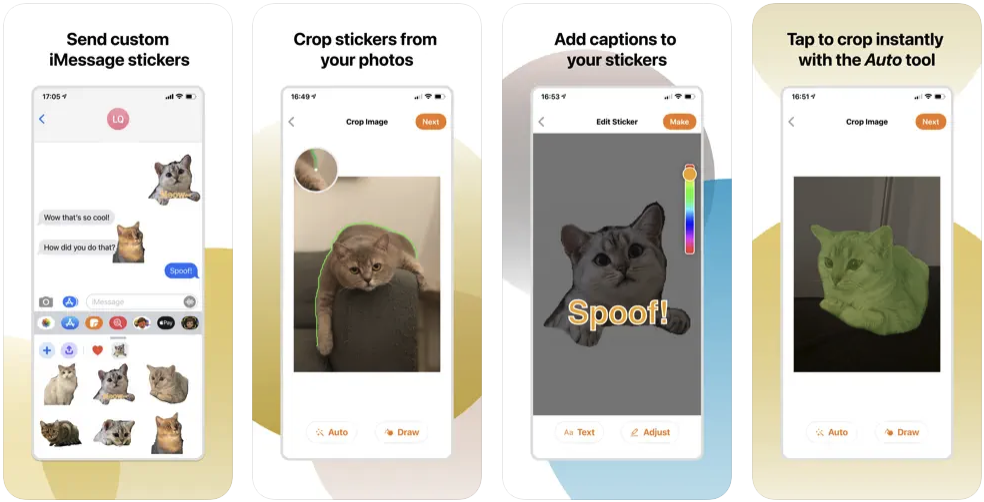 Send custom
iMessage stickers
17:05
LQ
Meow
Wow that's so cool!
How did you do that?
Spoof!
iMessage
Pay
Crop stickers from
your photos
16:49
Crop Image
Next
Auto
Draw
Add captions to
your stickers
16:53
Edit Sticker
Make
Spoof!
Aa Text
Adjust
Tap to crop instantly
with the Auto tool
16:51
Crop Image
Next
Auto
Draw